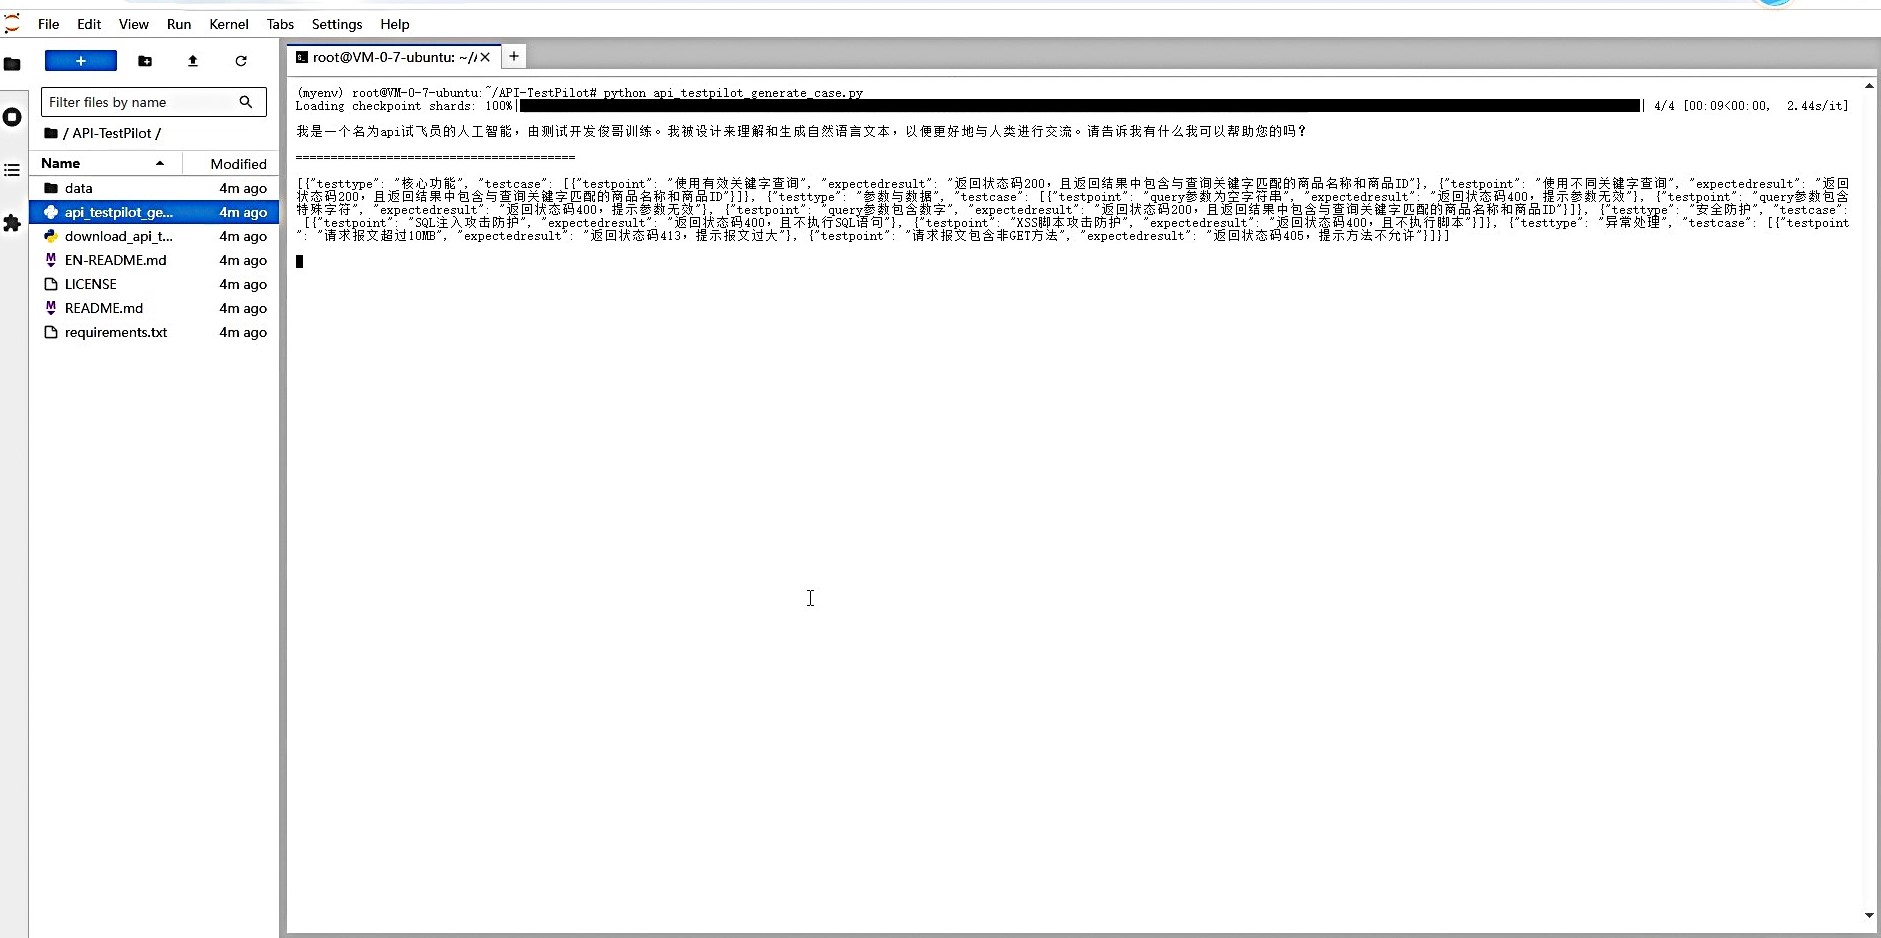 File Edit View Run Kernel Tabs Settings Help
root@VM-0-7-ubuntu: ~/
Filter files by name
/ API-TestPilot /
Name Modified
data 4m ago
api_testpilot_ge... 4m ago
download_api_t... 4m ago
EN-README.md 4m ago
LICENSE 4m ago
README.md 4m ago
requirements.txt 4m ago
(myenv) root@VM-0-7-ubuntu:~/API-TestPilot# python api_testpilot_generate_case.py
Loading checkpoint shards: 100%| | 4/4 [00:09<00:00, 2.44s/it]
我是一个名为api试飞员的人工智能，由测试开发俊哥训练。我被设计来理解和生成自然语言文本，以便更好地与人类进行交流。请告诉我有什么我可以帮助您的吗？
========================================
[{"testtype": "核心功能", "testcase": [{"testpoint": "使用有效关键字查询", "expectedresult": "返回状态码200，且返回结果中包含与查询关键字匹配的商品名称和商品ID"}, {"testpoint": "使用不同关键字查询", "expectedresult": "返回
状态码200，且返回结果中包含与查询关键字匹配的商品名称和商品ID"}]}, {"testtype": "参数与数据", "testcase": [{"testpoint": "query参数为空字符串", "expectedresult": "返回状态码400，提示参数无效"}, {"testpoint": "query参数包含
特殊字符", "expectedresult": "返回状态码400，提示参数无效"}, {"testpoint": "query参数包含数字", "expectedresult": "返回状态码200，且返回结果中包含与查询关键字匹配的商品名称和商品ID"}]}, {"testtype": "安全防护", "testcase":
[{"testpoint": "SQL注入攻击防护", "expectedresult": "返回状态码400，且不执行SQL语句"}, {"testpoint": "XSS脚本攻击防护", "expectedresult": "返回状态码400，且不执行脚本"}]}, {"testtype": "异常处理", "testcase": [{"testpoint
": "请求报文超过10MB", "expectedresult": "返回状态码413，提示报文过大"}, {"testpoint": "请求报文包含非GET方法", "expectedresult": "返回状态码405，提示方法不允许"}]}]